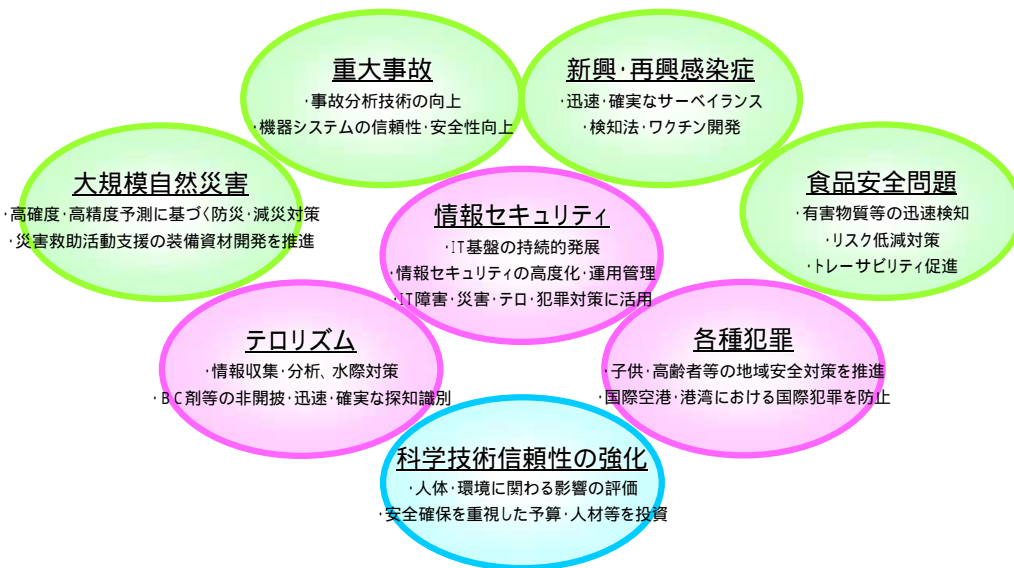 重大事故
・事故分析技術の向上
・機器システムの信頼性・安全性向上
新興・再興感染症
・迅速・確実なサーベイランス
・検知法・ワクチン開発
大規模自然災害
・高確度・高精度予測に基づく防災・減災対策
・災害救助活動支援の装備資材開発を推進
情報セキュリティ
・IT基盤の持続的発展
・情報セキュリティの高度化・運用管理
・IT障害・災害・テロ・犯罪対策に活用
食品安全問題
・有害物質等の迅速検知
・リスク低減対策
・トレーサビリティ促進
テロリズム
・情報収集・分析、水際対策
・BC剤等の非開披・迅速・確実な探知識別
各種犯罪
・子供・高齢者等の地域安全対策を推進
・国際空港・港湾における国際犯罪を防止
科学技術信頼性の強化
・人体・環境に関わる影響の評価
・安全確保を重視した予算・人材等を投資